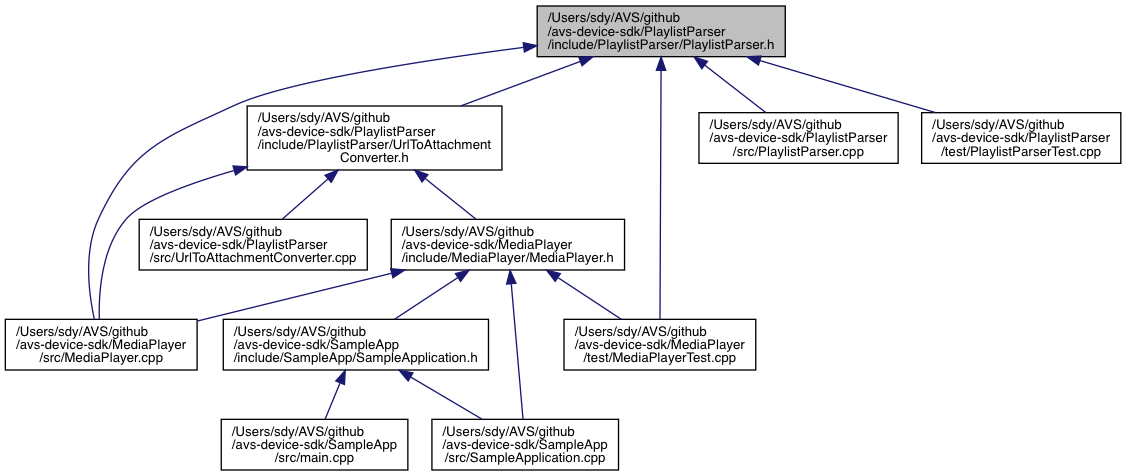 /Users/sdy/AVS/github
/avs-device-sdk/PlaylistParser
/include/PlaylistParser/PlaylistParser.h
/Users/sdy/AVS/github
/avs-device-sdk/PlaylistParser
/include/PlaylistParser/UrlToAttachment
Converter.h
/Users/sdy/AVS/github
/avs-device-sdk/PlaylistParser
/src/PlaylistParser.cpp
/Users/sdy/AVS/github
/avs-device-sdk/PlaylistParser
/test/PlaylistParserTest.cpp
/Users/sdy/AVS/github
/avs-device-sdk/PlaylistParser
/src/UrlToAttachmentConverter.cpp
/Users/sdy/AVS/github
/avs-device-sdk/MediaPlayer
/include/MediaPlayer/MediaPlayer.h
/Users/sdy/AVS/github
/avs-device-sdk/MediaPlayer
/src/MediaPlayer.cpp
/Users/sdy/AVS/github
/avs-device-sdk/SampleApp
/include/SampleApp/SampleApplication.h
/Users/sdy/AVS/github
/avs-device-sdk/MediaPlayer
/test/MediaPlayerTest.cpp
/Users/sdy/AVS/github
/avs-device-sdk/SampleApp
/src/main.cpp
/Users/sdy/AVS/github
/avs-device-sdk/SampleApp
/src/SampleApplication.cpp